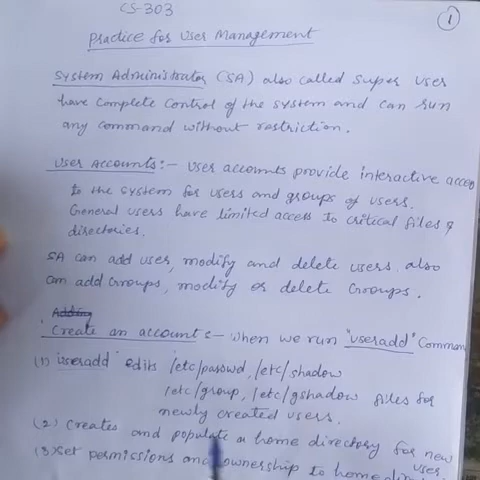 CS-303
1
Practice for User Management
System Administrator (SA) also called Super User
have complete control of the system and can run
any command without restriction.
User Accounts:- User accounts provide interactive acces
to the system for users and groups of users.
General users have limited access to critical files &
directories.
SA can add user, modify and delete users. also
can add Groups, modify or delete Groups.
Adding
Create an account:- When we run "useradd" Comman
(1) 'useradd' edits /etc/passwd, /etc/shadow
/etc/group, /etc/gshadow files for
newly created users.
(2) Creates and populate a home directory for new
user
(3) Set permissions and ownership to home